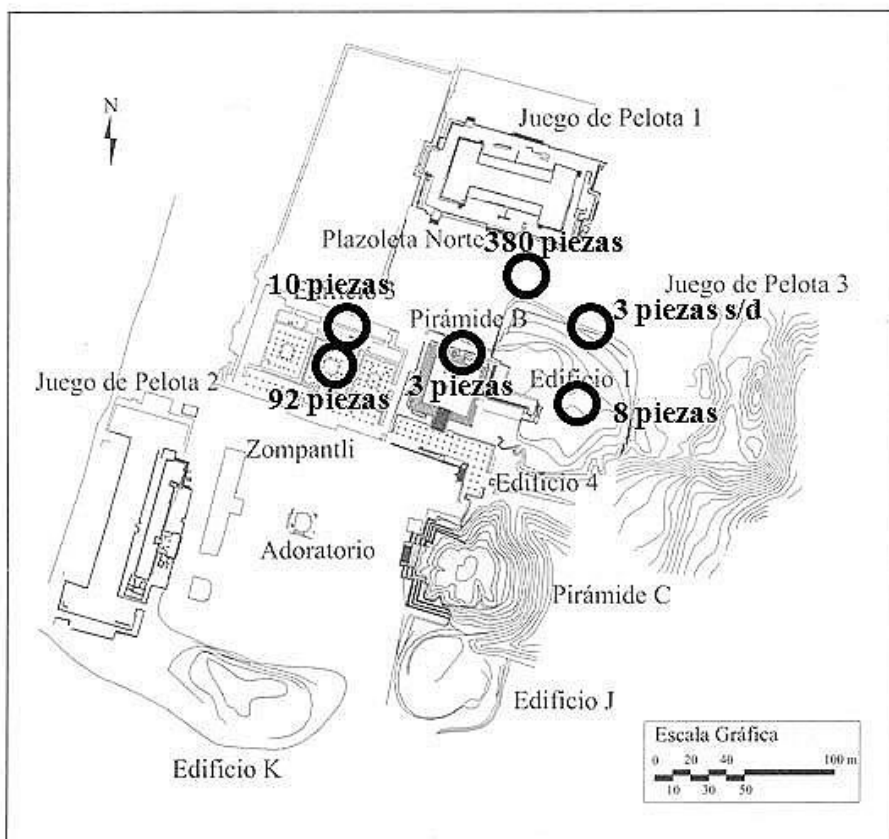 N
Juego de Pelota 1
Plazoleta Norte
380 piezas
10 piezas
Edificio 3
Juego de Pelota 3
3 piezas s/d
Pirámide B
Juego de Pelota 2
3 piezas
Edificio 1
92 piezas
8 piezas
Zompantli
Edificio 4
Adoratorio
Pirámide C
Edificio J
Edificio K
Escala Gráfica
0 20 40 100 m
10 30 50